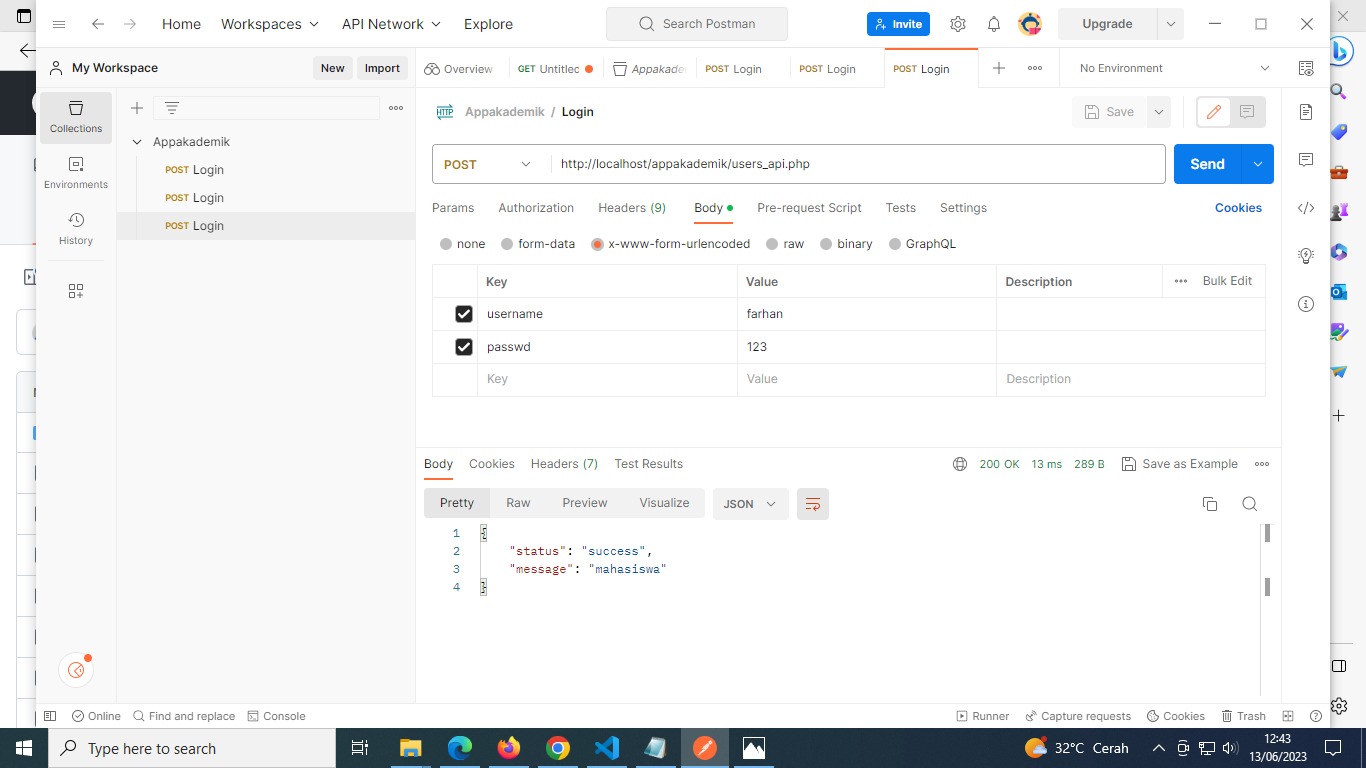 Home Workspaces API Network Explore Search Postman Invite Upgrade
My Workspace New Import Overview GET Untitled Appakade POST Login POST Login POST Login No Environment
Collections
Environments
History
Appakademik
POST Login
POST Login
POST Login
HTTP Appakademik / Login Save
POST http://localhost/appakademik/users_api.php Send
Params Authorization Headers (9) Body Pre-request Script Tests Settings Cookies
none form-data x-www-form-urlencoded raw binary GraphQL
Key Value Description Bulk Edit
username farhan
passwd 123
Key Value Description
Body Cookies Headers (7) Test Results 200 OK 13 ms 289 B Save as Example
Pretty Raw Preview Visualize JSON
1 {
2 "status": "success",
3 "message": "mahasiswa"
4 }
Online Find and replace Console Runner Capture requests Cookies Trash
Type here to search 32°C Cerah 12:43
13/06/2023